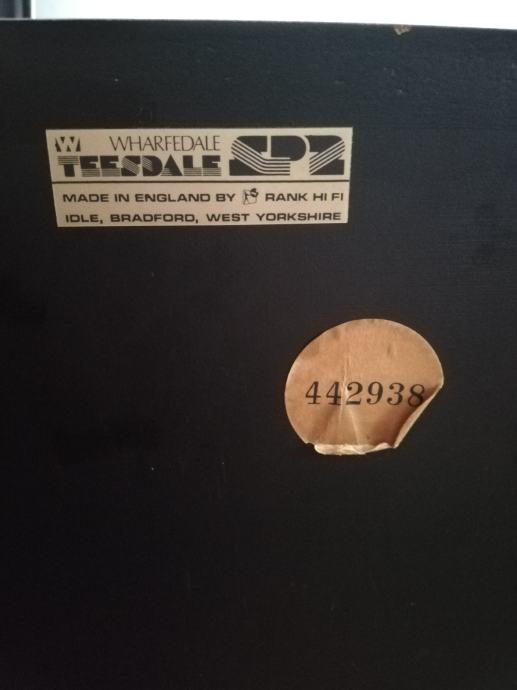 W WHARFEDALE
TEESDALE SP2
MADE IN ENGLAND BY RANK HI FI
IDLE, BRADFORD, WEST YORKSHIRE
442938